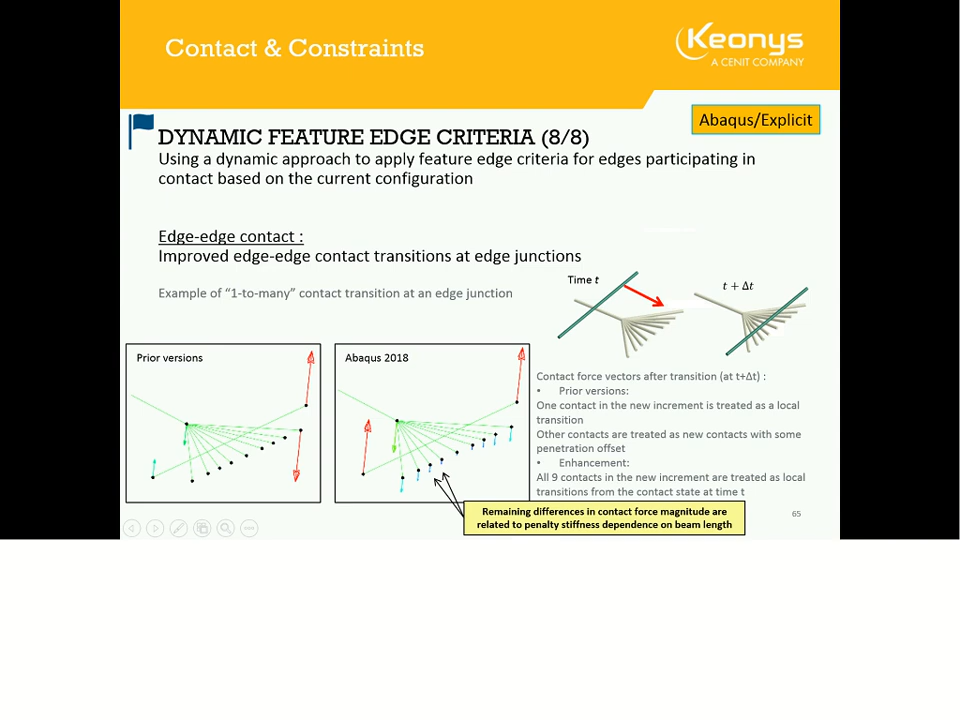 Contact & Constraints
Keonys
A CENIT COMPANY
Abaqus/Explicit
DYNAMIC FEATURE EDGE CRITERIA (8/8)
Using a dynamic approach to apply feature edge criteria for edges participating in
contact based on the current configuration
Edge-edge contact :
Improved edge-edge contact transitions at edge junctions
Example of “1-to-many” contact transition at an edge junction
Time t
t + Δt
Prior versions
Abaqus 2018
Contact force vectors after transition (at t+Δt) :
• Prior versions:
One contact in the new increment is treated as a local
transition
Other contacts are treated as new contacts with some
penetration offset
• Enhancement:
All 9 contacts in the new increment are treated as local
transitions from the contact state at time t
Remaining differences in contact force magnitude are
related to penalty stiffness dependence on beam length
65